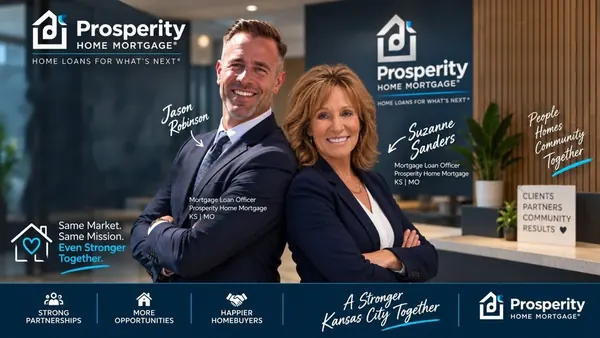 Prosperity
HOME MORTGAGE®
HOME LOANS FOR WHAT'S NEXT®
Prosperity
HOME MORTGAGE®
HOME LOANS FOR WHAT'S NEXT®
Jason
Robinson
Mortgage Loan Officer
Prosperity Home Mortgage
KS | MO
Suzanne
Sanders
Mortgage Loan Officer
Prosperity Home Mortgage
KS | MO
People
Homes
Community
Together
CLIENTS
PARTNERS
COMMUNITY
RESULTS
Same Market.
Same Mission.
Even Stronger
Together.
STRONG
PARTNERSHIPS
MORE
OPPORTUNITIES
HAPPIER
HOMEBUYERS
A Stronger
Kansas City Together
Prosperity
HOME MORTGAGE®